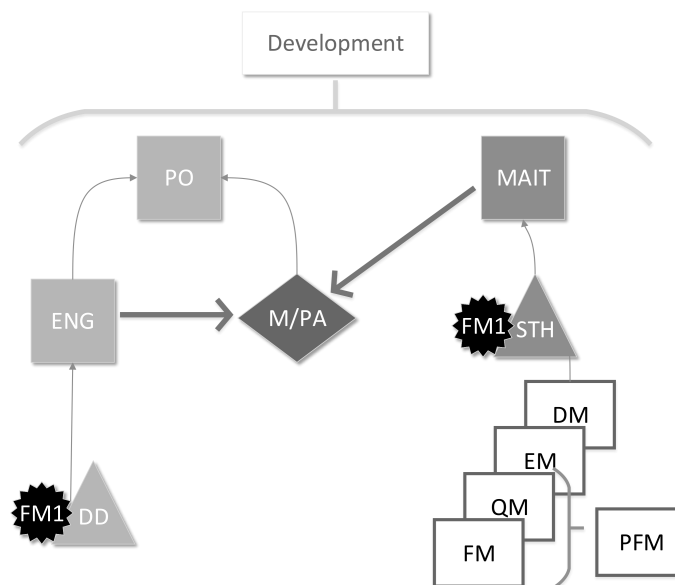 Development
PO
MAIT
ENG
M/PA
FM1
STH
DM
EM
QM
FM
PFM
FM1
DD